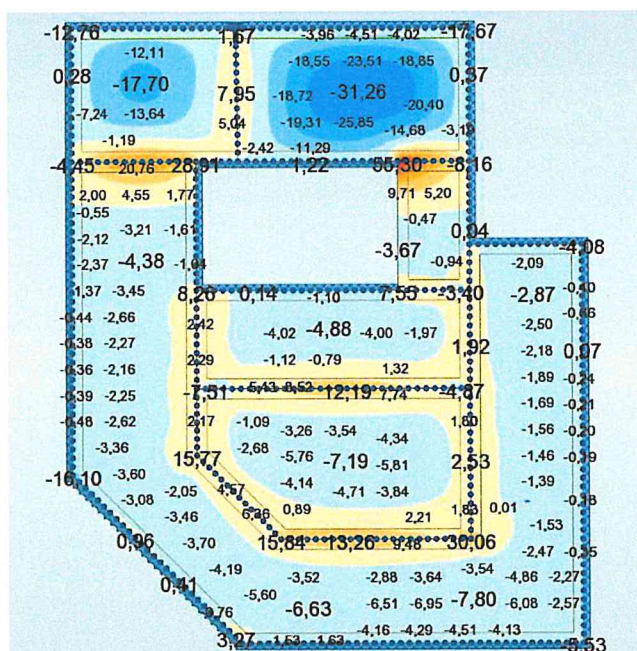 -12,76 1,67 -3,96 -4,51 -4,02 -17,67
-12,11
-18,55 -23,51 -18,85
0,28 0,37
-17,70 7,95 -18,72 -31,26
-20,40
-7,24 -13,64
5,04 -19,31 -25,85 -14,68 -3,19
-1,19 -2,42 -11,29
-4,45 20,76 28,91 1,22 55,30 -8,16
2,00 4,55 1,77 9,71 5,20
-0,55 -0,47
-3,21 -1,61 0,04
-2,12 -3,67 -4,08
-2,37 -4,38 -1,04 -0,94 -2,09
1,37 -3,45 8,26 0,14 -1,10 7,55 -3,40 -2,87 -0,40
-0,44 -2,66 2,42 -4,02 -4,88 -4,00 -1,97 -2,50 -0,66
-0,38 -2,27 1,92 -2,18 0,07
-0,36 -2,16 2,29 -1,12 -0,79 1,32 -1,89 -0,24
-0,39 -2,25 -7,51 5,43 8,52 12,19 7,74 -4,87 -1,69 -0,21
-0,48 -2,62 2,17 -1,09 -3,26 -3,54 1,80 -1,56 -0,20
-3,36 -2,68 -4,34
15,77 -5,76 -7,19 -5,81 2,53 -1,46 -0,19
-16,10 -3,60 -4,14 -1,39
-3,08 -2,05 4,67 -4,71 -3,84 -0,18
-3,46 6,36 0,89 2,21 1,83 0,01 -1,53
0,96 -3,70 15,84 13,26 9,48 30,06 -2,47 -0,35
-4,19 -3,52 -2,88 -3,64 -3,54 -4,86 -2,27
0,41 -5,60 -6,63 -6,51 -6,95 -7,80 -6,08 -2,57
3,27 -1,53 -1,63 -4,16 -4,29 -4,51 -4,13 -5,53